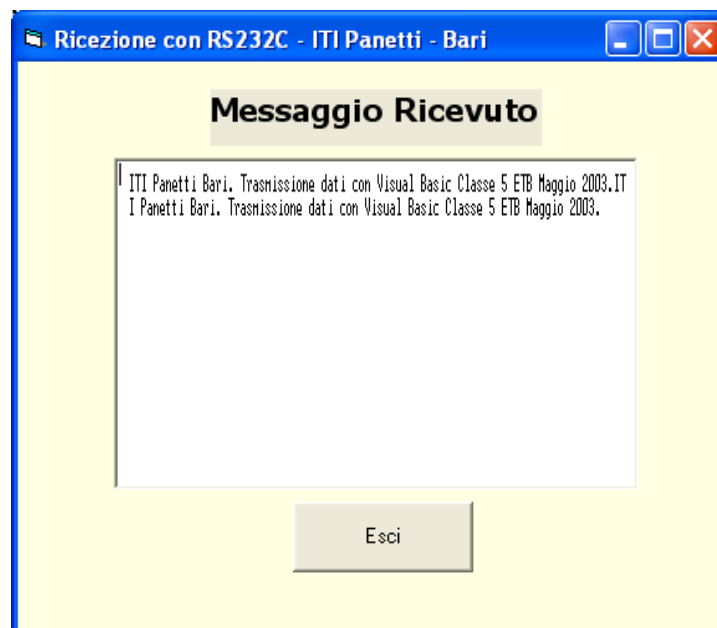 Ricezione con RS232C - ITI Panetti - Bari
Messaggio Ricevuto
ITI Panetti Bari. Trasmissione dati con Visual Basic Classe 5 ETB Maggio 2003.IT
I Panetti Bari. Trasmissione dati con Visual Basic Classe 5 ETB Maggio 2003.
Esci